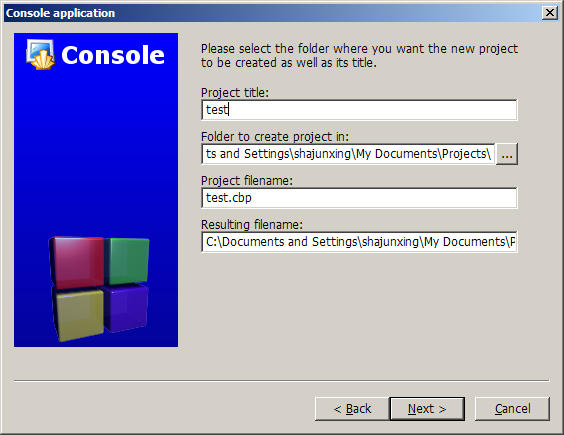 Console application
Console
Please select the folder where you want the new project
to be created as well as its title.
Project title:
test
Folder to create project in:
ts and Settings\shajunxing\My Documents\Projects\
...
Project filename:
test.cbp
Resulting filename:
C:\Documents and Settings\shajunxing\My Documents\P
< Back
Next >
Cancel